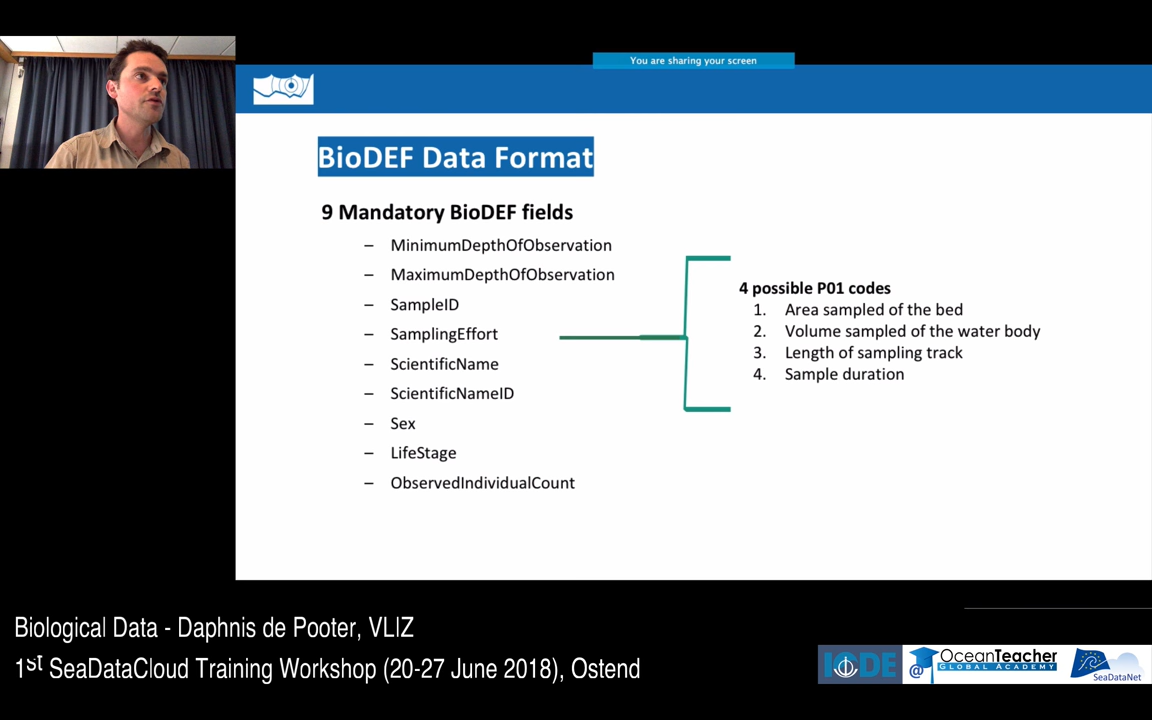 You are sharing your screen
BioDEF Data Format
9 Mandatory BioDEF fields
– MinimumDepthOfObservation
– MaximumDepthOfObservation
– SampleID
– SamplingEffort
– ScientificName
– ScientificNameID
– Sex
– LifeStage
– ObservedIndividualCount
4 possible P01 codes
1. Area sampled of the bed
2. Volume sampled of the water body
3. Length of sampling track
4. Sample duration
Biological Data - Daphnis de Pooter, VLIZ
1st SeaDataCloud Training Workshop (20-27 June 2018), Ostend
IODE
@ OceanTeacher
GLOBAL ACADEMY
SeaDataNet